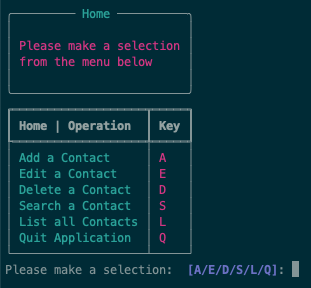 Home
Please make a selection
from the menu below
Home | Operation Key
Add a Contact A
Edit a Contact E
Delete a Contact D
Search a Contact S
List all Contacts L
Quit Application Q
Please make a selection: [A/E/D/S/L/Q]: